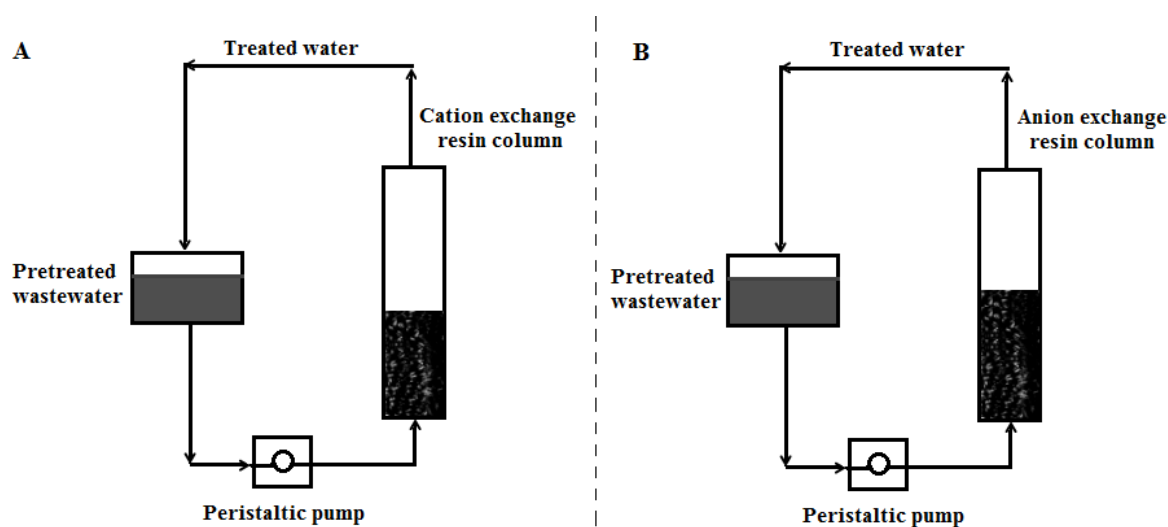 A
Treated water
Cation exchange
resin column
Pretreated
wastewater
Peristaltic pump
B
Treated water
Anion exchange
resin column
Pretreated
wastewater
Peristaltic pump